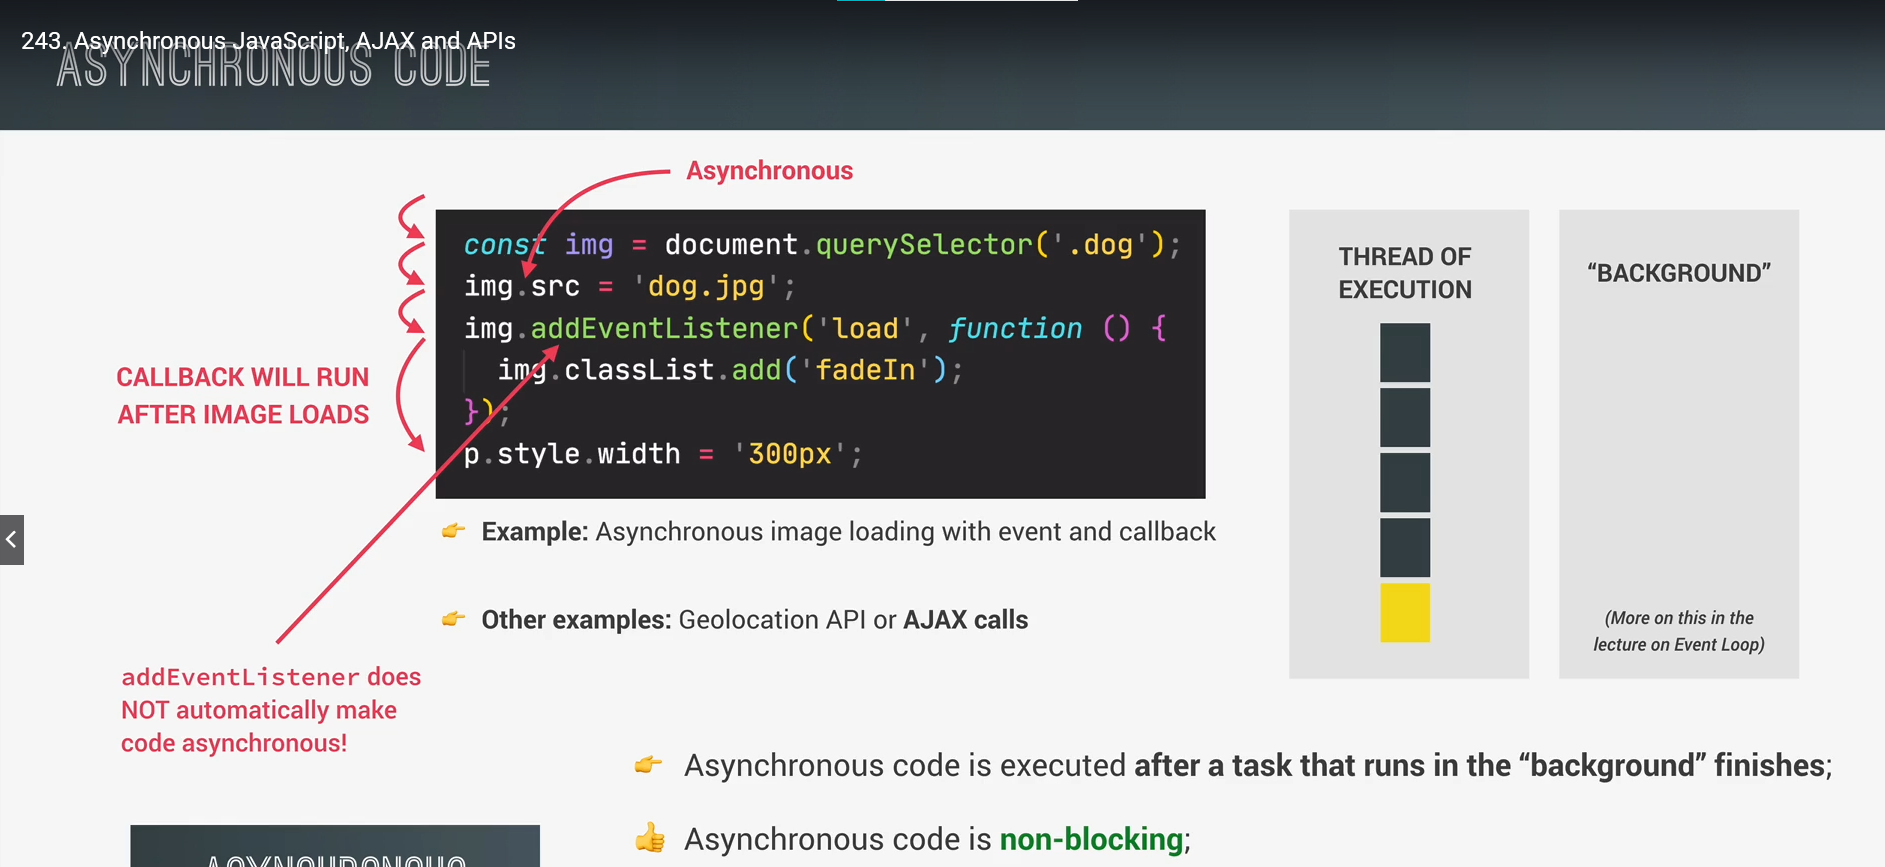 243. Asynchronous JavaScript, AJAX and APIs
ASYNCHRONOUS CODE
Asynchronous
const img = document.querySelector('.dog');
img.src = 'dog.jpg';
img.addEventListener('load', function () {
img.classList.add('fadeIn');
});
p.style.width = '300px';
CALLBACK WILL RUN
AFTER IMAGE LOADS
THREAD OF
EXECUTION
“BACKGROUND”
(More on this in the
lecture on Event Loop)
👉 Example: Asynchronous image loading with event and callback
👉 Other examples: Geolocation API or AJAX calls
addEventListener does
NOT automatically make
code asynchronous!
👉 Asynchronous code is executed after a task that runs in the “background” finishes;
👍 Asynchronous code is non-blocking;